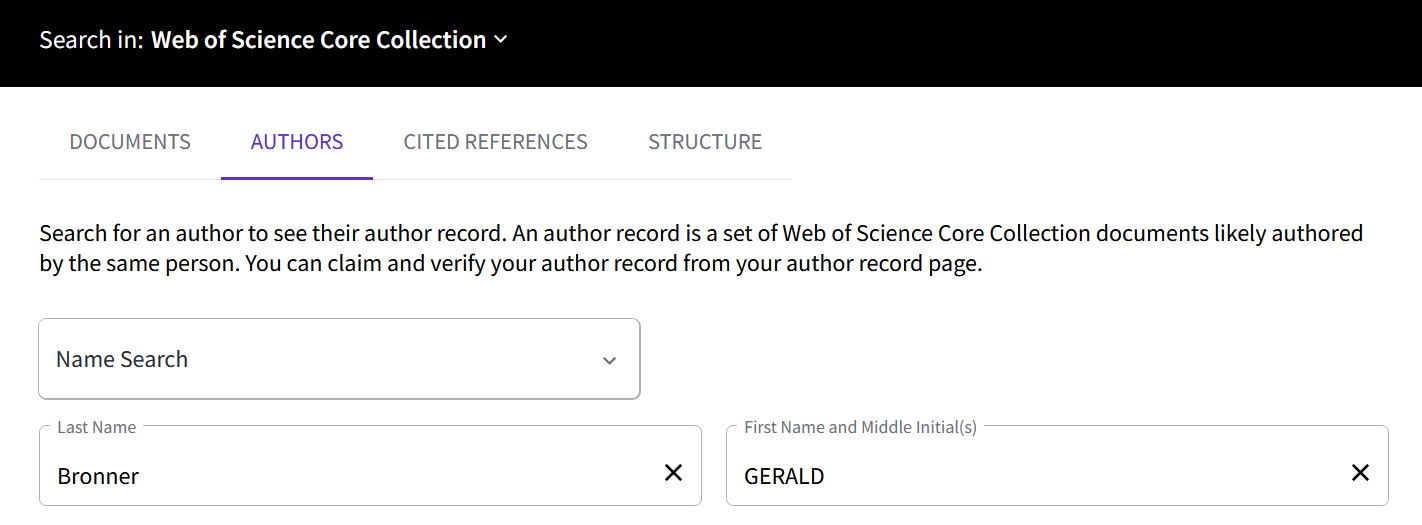 Search in: Web of Science Core Collection
DOCUMENTS AUTHORS CITED REFERENCES STRUCTURE
Search for an author to see their author record. An author record is a set of Web of Science Core Collection documents likely authored
by the same person. You can claim and verify your author record from your author record page.
Name Search
Last Name First Name and Middle Initial(s)
Bronner GERALD